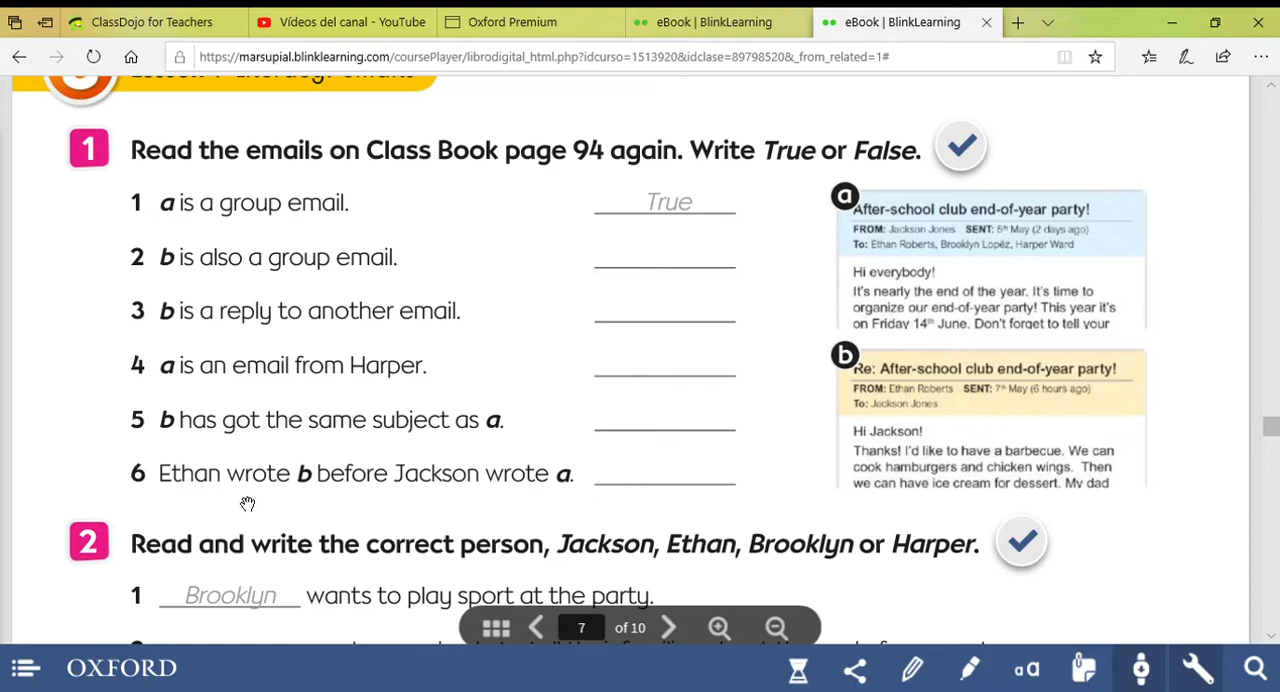 ClassDojo for Teachers
Vídeos del canal - YouTube
Oxford Premium
eBook | BlinkLearning
eBook | BlinkLearning
https://marsupial.blinklearning.com/coursePlayer/librodigital_html.php?idcurso=1513920&idclase=89798520&_from_related=1#
1 Read the emails on Class Book page 94 again. Write True or False.
1 a is a group email. True
2 b is also a group email.
3 b is a reply to another email.
4 a is an email from Harper.
5 b has got the same subject as a.
6 Ethan wrote b before Jackson wrote a.
a
After-school club end-of-year party!
FROM: Jackson Jones SENT: 5th May (2 days ago)
To: Ethan Roberts, Brooklyn Lopéz, Harper Ward
Hi everybody!
It's nearly the end of the year. It's time to
organize our end-of-year party! This year it's
on Friday 14th June. Don't forget to tell your
b
Re: After-school club end-of-year party!
FROM: Ethan Roberts SENT: 7th May (6 hours ago)
To: Jackson Jones
Hi Jackson!
Thanks! I'd like to have a barbecue. We can
cook hamburgers and chicken wings. Then
we can have ice cream for dessert. My dad
2 Read and write the correct person, Jackson, Ethan, Brooklyn or Harper.
1 Brooklyn wants to play sport at the party.
7 of 10
OXFORD
aa